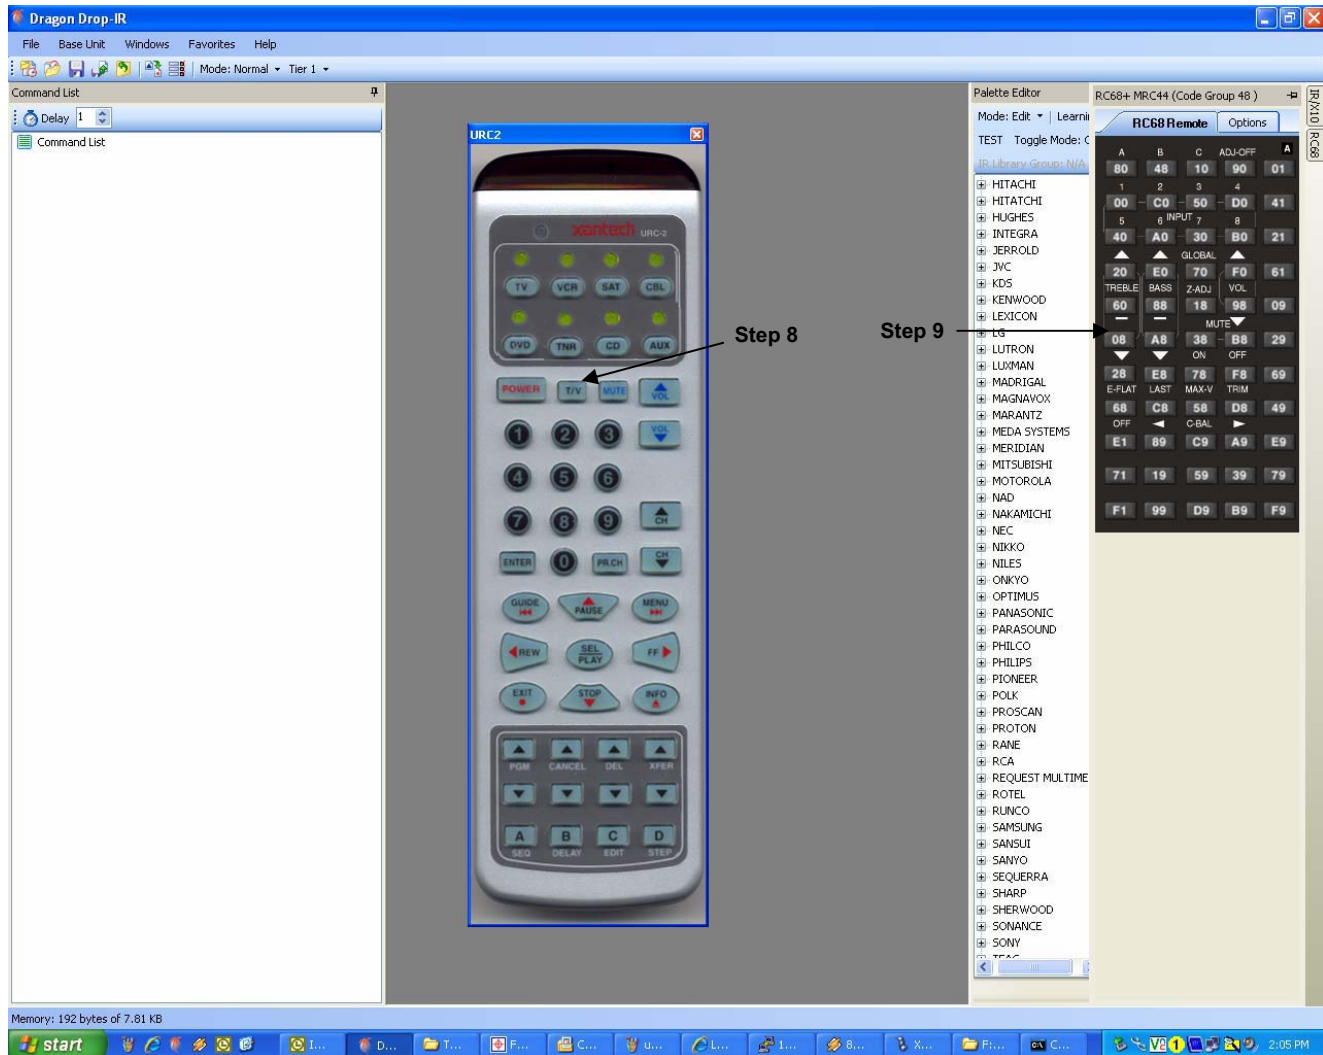 Dragon Drop-IR
File Base Unit Windows Favorites Help
Mode: Normal Tier 1
Command List
Delay 1
Command List
URC2
xantech URC-2
TV VCR SAT CBL
DVD TNR CD AUX
POWER T/V MUTE VOL
1 2 3 VOL
4 5 6
7 8 9 CH
ENTER 0 PR.CH CH
GUIDE PAUSE MENU
REW SEL PLAY FF
EXIT STOP INFO
PGM CANCEL DEL XFER
A B C D
SEQ DELAY EDIT STEP
Step 8
Step 9
Palette Editor
Mode: Edit Learni
TEST Toggle Mode: C
IR Library Group: N/A
HITACHI
HITATCHI
HUGHES
INTEGRA
JERROLD
JVC
KDS
KENWOOD
LEXICON
LG
LUTRON
LUXMAN
MADRIGAL
MAGNAVOX
MARANTZ
MEDA SYSTEMS
MERIDIAN
MITSUBISHI
MOTOROLA
NAD
NAKAMICHI
NEC
NIKKO
NILES
ONKYO
OPTIMUS
PANASONIC
PARASOUND
PHILCO
PHILIPS
PIONEER
POLK
PROSCAN
PROTON
RANE
RCA
REQUEST MULTIME
ROTEL
RUNCO
SAMSUNG
SANSUI
SANYO
SEQUERRA
SHARP
SHERWOOD
SONANCE
SONY
RC68+ MRC44 (Code Group 48 )
RC68 Remote Options
A B C ADJ-OFF A
80 48 10 90 01
1 2 3 4
00 C0 50 D0 41
5 6 INPUT 7 8
40 A0 30 B0 21
GLOBAL
20 E0 70 F0 61
TREBLE BASS Z-ADJ VOL
60 88 18 98 09
MUTE
08 A8 38 B8 29
ON OFF
28 E8 78 F8 69
E-FLAT LAST MAX-V TRIM
68 C8 58 D8 49
OFF C-BAL
E1 89 C9 A9 E9
71 19 59 39 79
F1 99 D9 B9 F9
IR/X10
RC68
Memory: 192 bytes of 7.81 KB
start I... D... T... F... C... u... L... 1... 8... X... F:... C... 2:05 PM